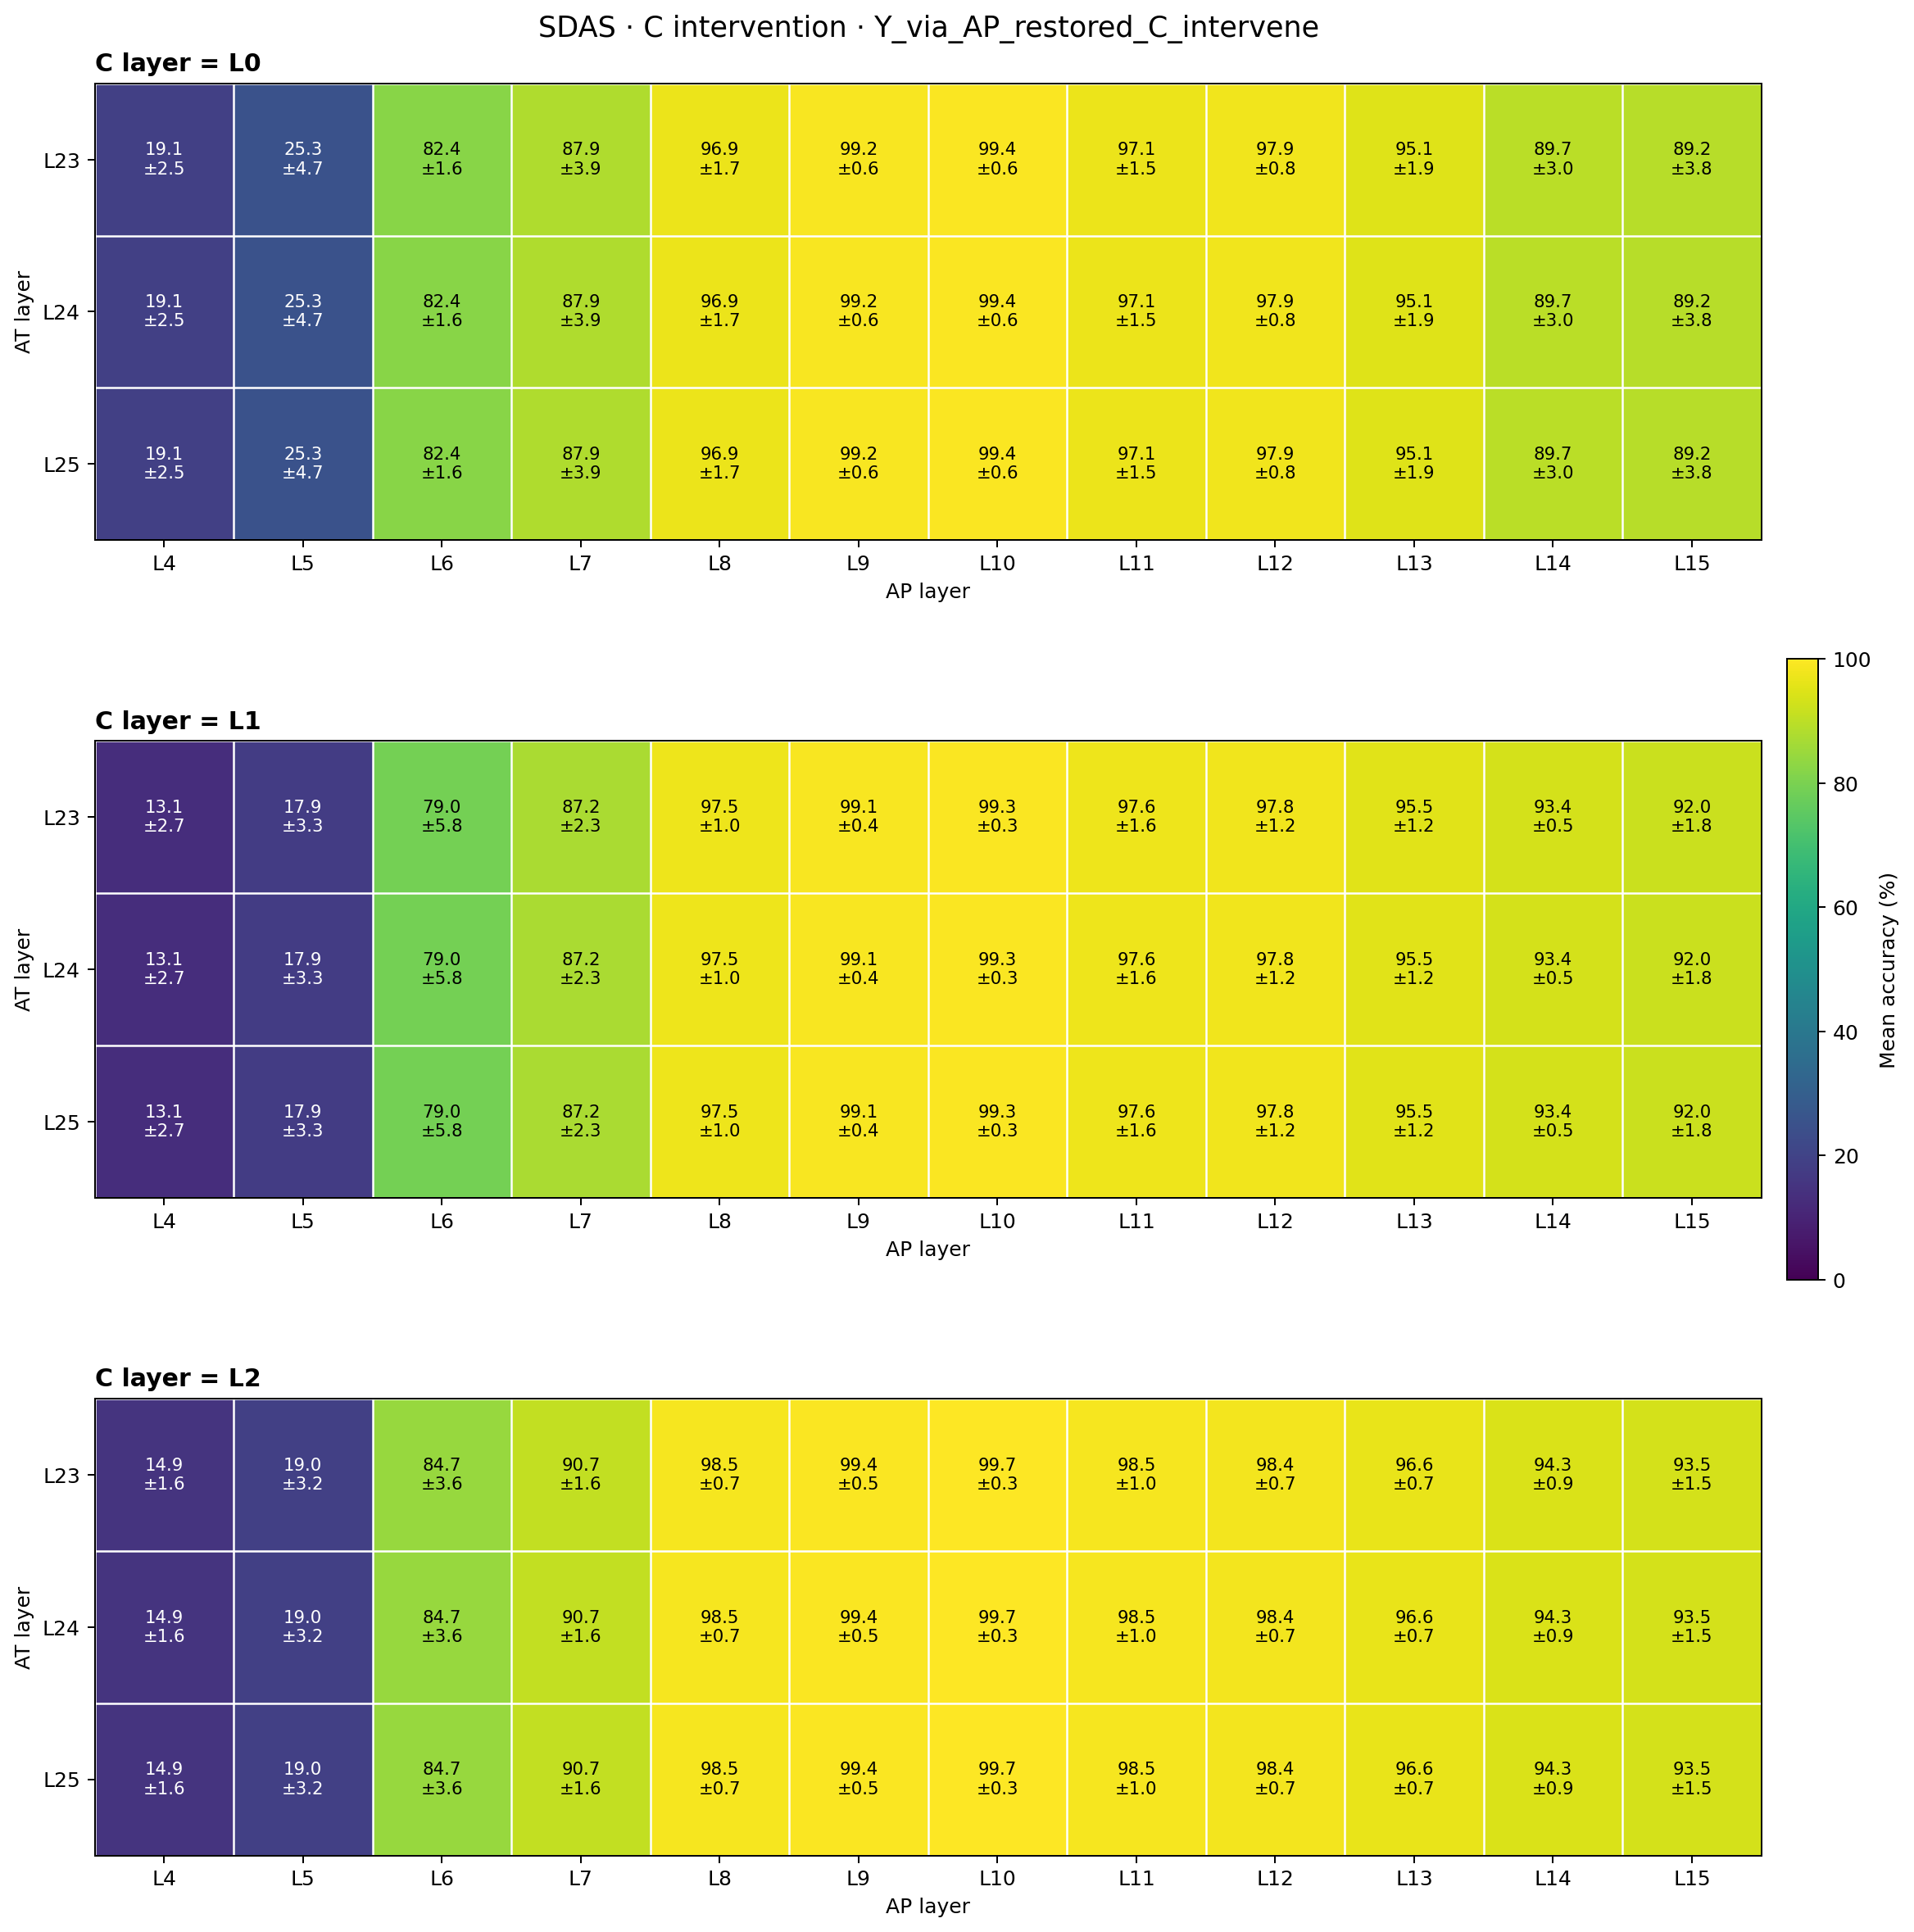 SDAS · C intervention · Y_via_AP_restored_C_intervene
C layer = L0
AT layer
L23
19.1 25.3 82.4 87.9 96.9 99.2 99.4 97.1 97.9 95.1 89.7 89.2
±2.5 ±4.7 ±1.6 ±3.9 ±1.7 ±0.6 ±0.6 ±1.5 ±0.8 ±1.9 ±3.0 ±3.8
L24
19.1 25.3 82.4 87.9 96.9 99.2 99.4 97.1 97.9 95.1 89.7 89.2
±2.5 ±4.7 ±1.6 ±3.9 ±1.7 ±0.6 ±0.6 ±1.5 ±0.8 ±1.9 ±3.0 ±3.8
L25
19.1 25.3 82.4 87.9 96.9 99.2 99.4 97.1 97.9 95.1 89.7 89.2
±2.5 ±4.7 ±1.6 ±3.9 ±1.7 ±0.6 ±0.6 ±1.5 ±0.8 ±1.9 ±3.0 ±3.8
L4 L5 L6 L7 L8 L9 L10 L11 L12 L13 L14 L15
AP layer
C layer = L1
AT layer
L23
13.1 17.9 79.0 87.2 97.5 99.1 99.3 97.6 97.8 95.5 93.4 92.0
±2.7 ±3.3 ±5.8 ±2.3 ±1.0 ±0.4 ±0.3 ±1.6 ±1.2 ±1.2 ±0.5 ±1.8
L24
13.1 17.9 79.0 87.2 97.5 99.1 99.3 97.6 97.8 95.5 93.4 92.0
±2.7 ±3.3 ±5.8 ±2.3 ±1.0 ±0.4 ±0.3 ±1.6 ±1.2 ±1.2 ±0.5 ±1.8
L25
13.1 17.9 79.0 87.2 97.5 99.1 99.3 97.6 97.8 95.5 93.4 92.0
±2.7 ±3.3 ±5.8 ±2.3 ±1.0 ±0.4 ±0.3 ±1.6 ±1.2 ±1.2 ±0.5 ±1.8
L4 L5 L6 L7 L8 L9 L10 L11 L12 L13 L14 L15
AP layer
100
80
60
40
20
0
Mean accuracy (%)
C layer = L2
AT layer
L23
14.9 19.0 84.7 90.7 98.5 99.4 99.7 98.5 98.4 96.6 94.3 93.5
±1.6 ±3.2 ±3.6 ±1.6 ±0.7 ±0.5 ±0.3 ±1.0 ±0.7 ±0.7 ±0.9 ±1.5
L24
14.9 19.0 84.7 90.7 98.5 99.4 99.7 98.5 98.4 96.6 94.3 93.5
±1.6 ±3.2 ±3.6 ±1.6 ±0.7 ±0.5 ±0.3 ±1.0 ±0.7 ±0.7 ±0.9 ±1.5
L25
14.9 19.0 84.7 90.7 98.5 99.4 99.7 98.5 98.4 96.6 94.3 93.5
±1.6 ±3.2 ±3.6 ±1.6 ±0.7 ±0.5 ±0.3 ±1.0 ±0.7 ±0.7 ±0.9 ±1.5
L4 L5 L6 L7 L8 L9 L10 L11 L12 L13 L14 L15
AP layer